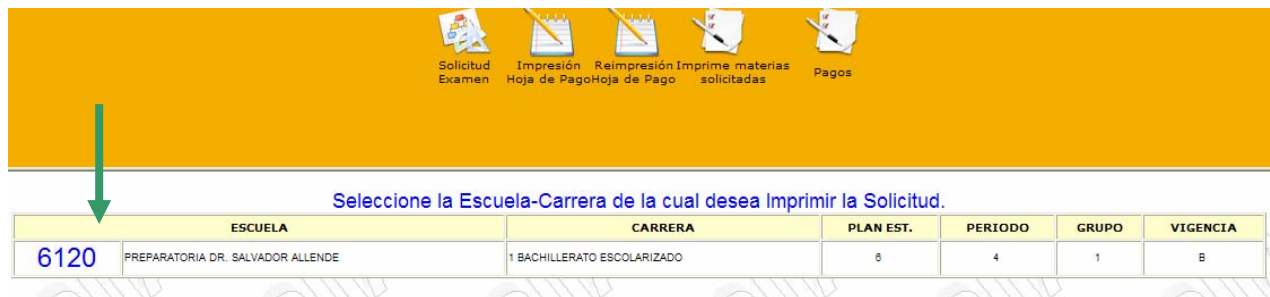 Solicitud Examen
Impresión Hoja de Pago
Reimpresión Hoja de Pago
Imprime materias solicitadas
Pagos
Seleccione la Escuela-Carrera de la cual desea Imprimir la Solicitud.
ESCUELA CARRERA PLAN EST. PERIODO GRUPO VIGENCIA
6120 PREPARATORIA DR. SALVADOR ALLENDE 1 BACHILLERATO ESCOLARIZADO 6 4 1 B